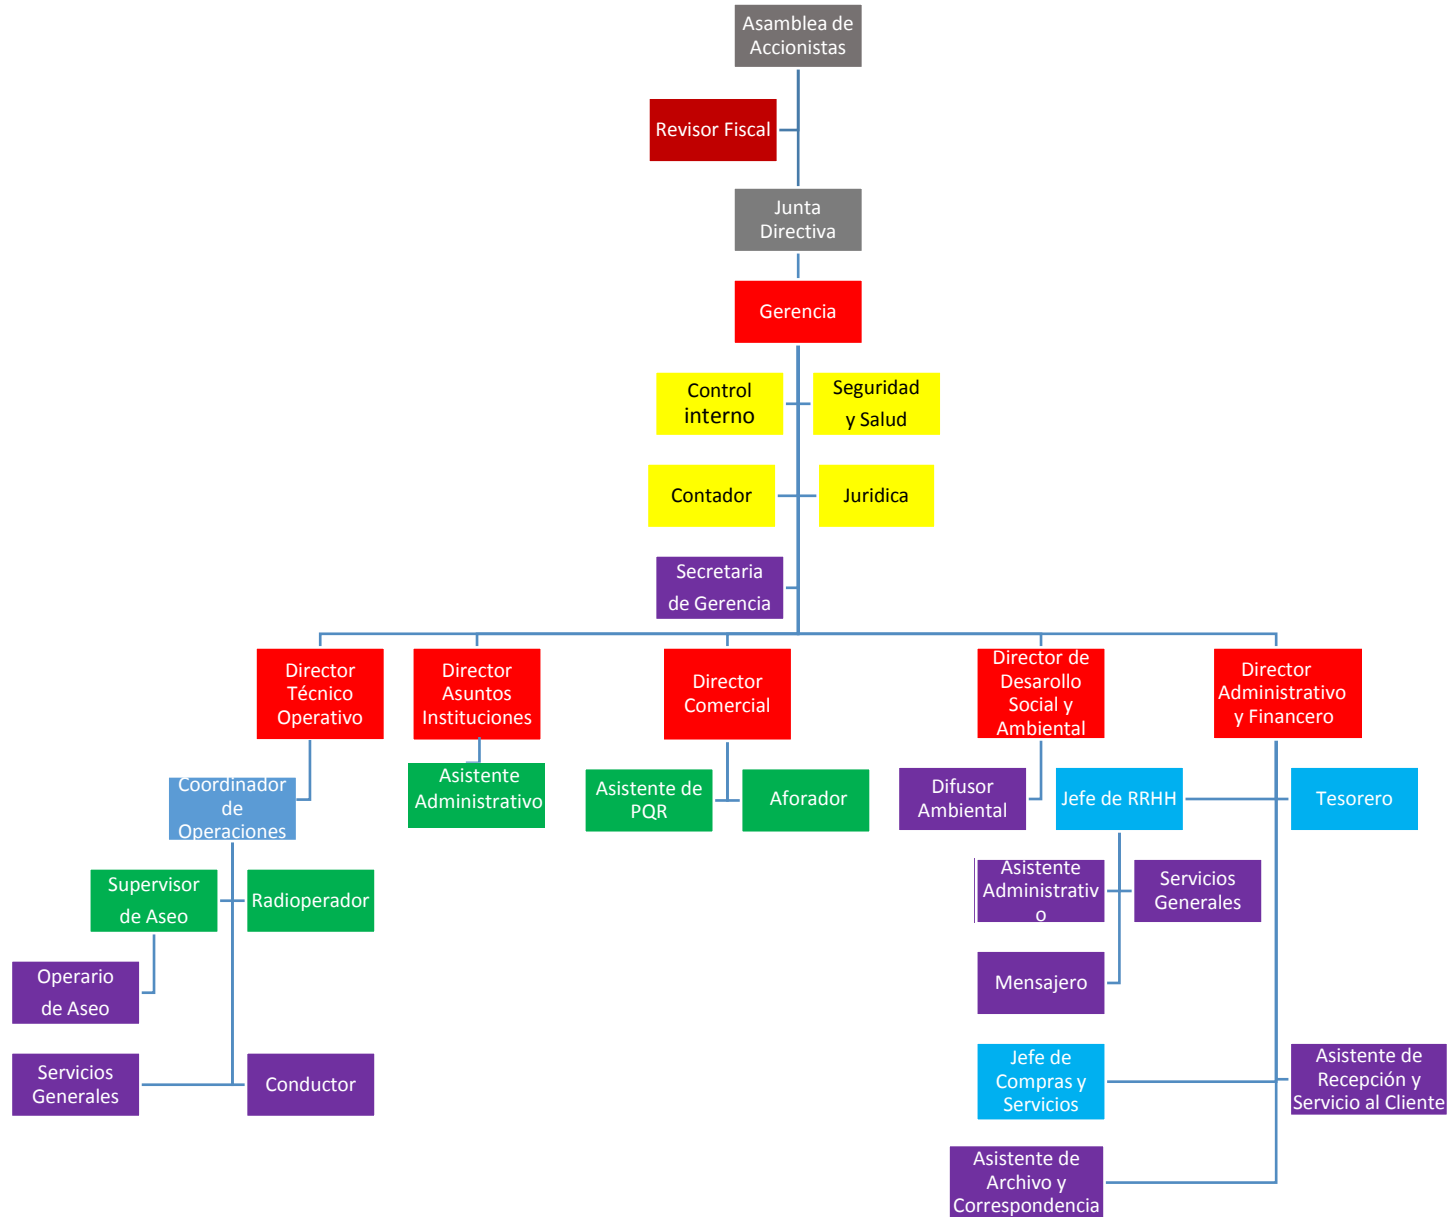 Asamblea de
Accionistas
Revisor Fiscal
Junta
Directiva
Gerencia
Control
interno
Seguridad
y Salud
Contador
Juridica
Secretaria
de Gerencia
Director
Técnico
Operativo
Director
Asuntos
Instituciones
Director
Comercial
Director de
Desarollo
Social y
Ambiental
Director
Administrativo
y Financero
Coordinador
de
Operaciones
Asistente
Administrativo
Asistente de
PQR
Aforador
Difusor
Ambiental
Jefe de RRHH
Tesorero
Supervisor
de Aseo
Radioperador
Asistente
Administrativ
o
Servicios
Generales
Operario
de Aseo
Mensajero
Servicios
Generales
Conductor
Jefe de
Compras y
Servicios
Asistente de
Recepción y
Servicio al Cliente
Asistente de
Archivo y
Correspondencia